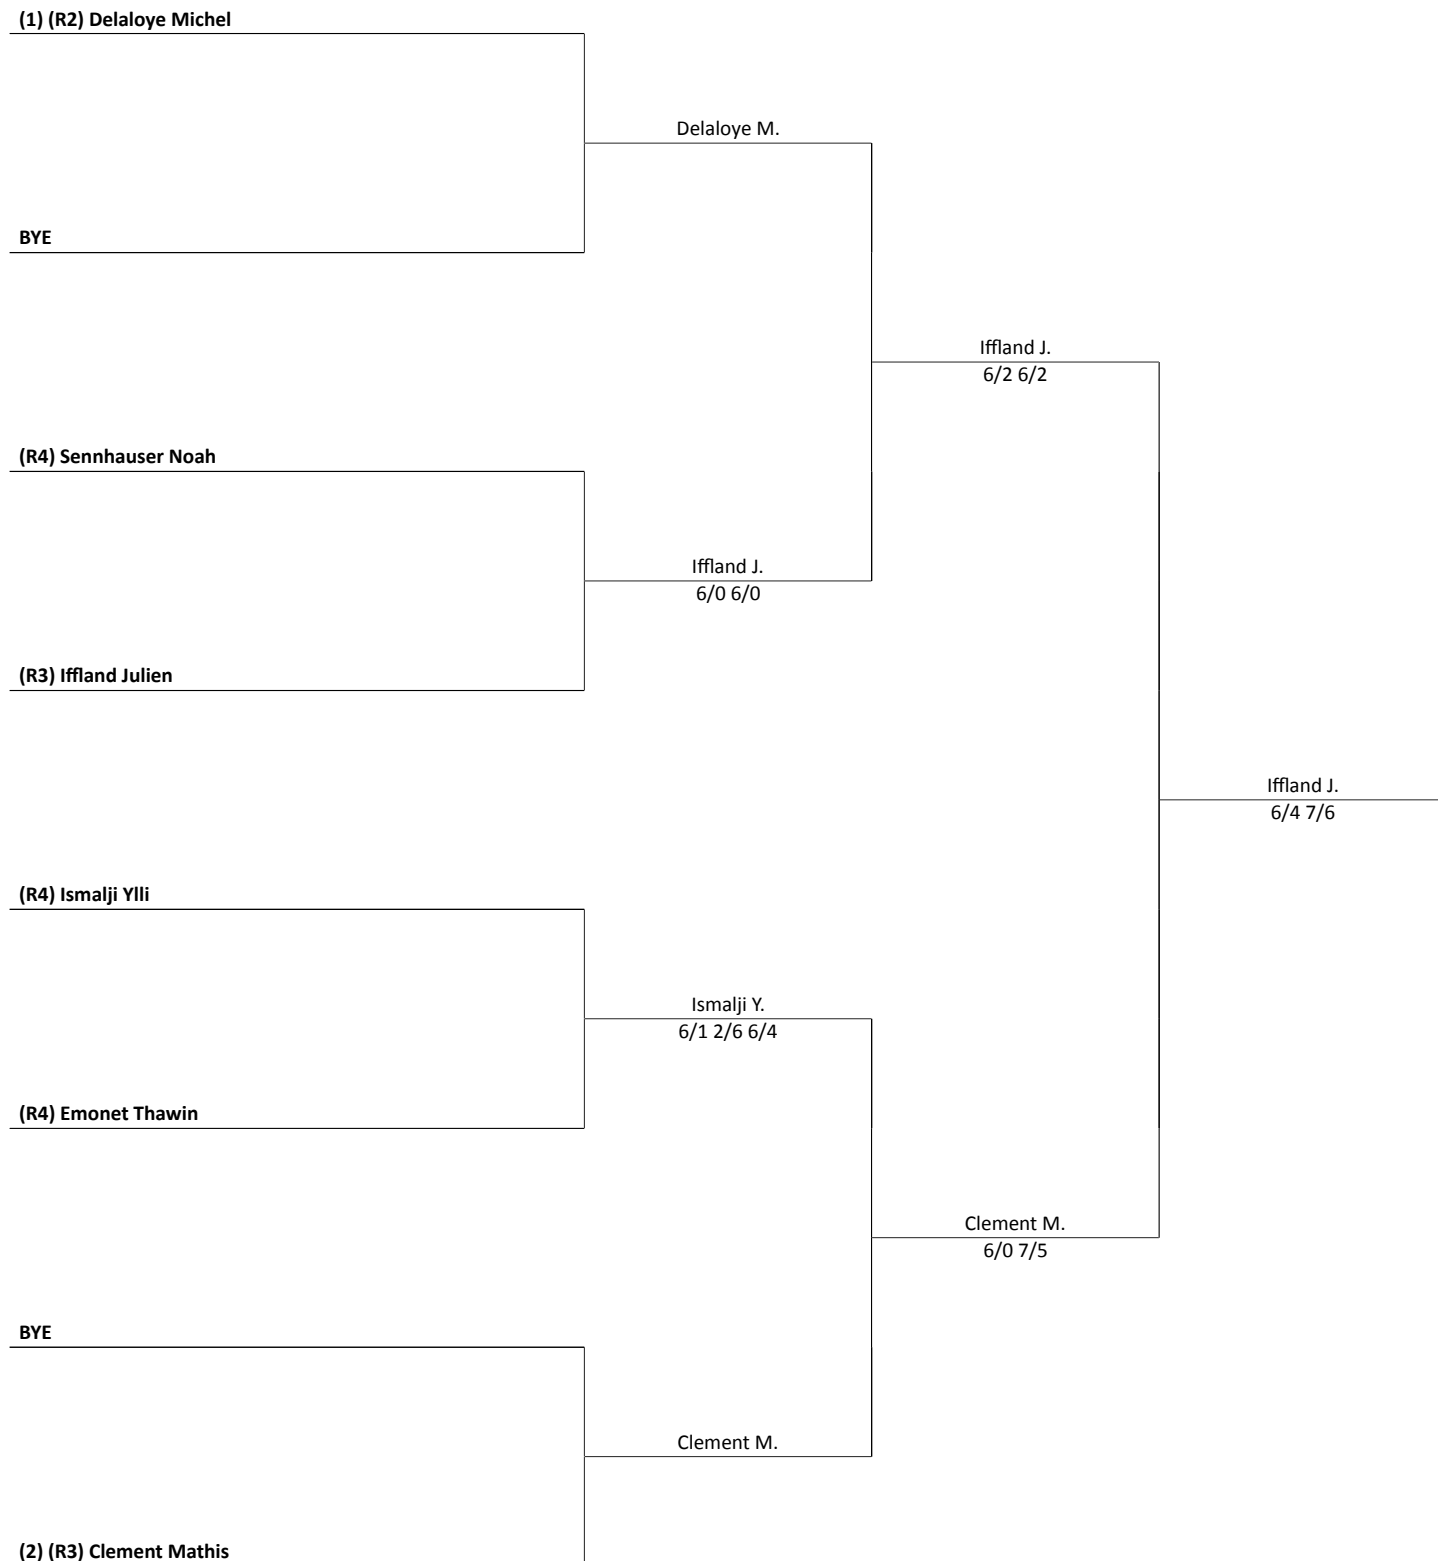 (1) (R2) Delaloye Michel
Delaloye M.
BYE
Iffland J.
6/2 6/2
(R4) Sennhauser Noah
Iffland J.
6/0 6/0
(R3) Iffland Julien
Iffland J.
6/4 7/6
(R4) Ismalji Ylli
Ismalji Y.
6/1 2/6 6/4
(R4) Emonet Thawin
Clement M.
6/0 7/5
BYE
Clement M.
(2) (R3) Clement Mathis